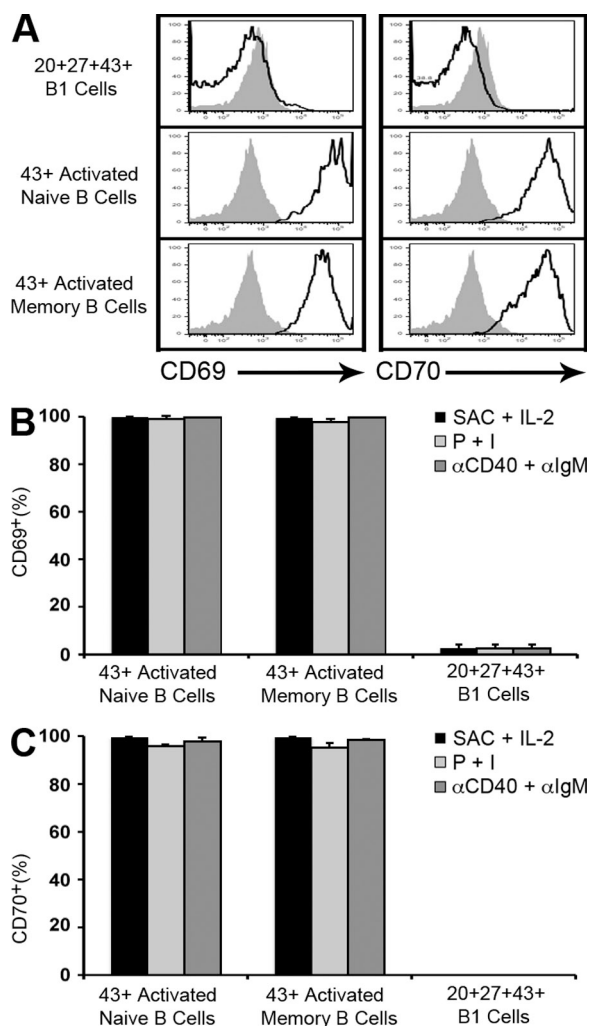 A
20+27+43+
B1 Cells
43+ Activated
Naive B Cells
43+ Activated
Memory B Cells
CD69
CD70
B
CD69+(%)
100
80
60
40
20
0
SAC + IL-2
P + I
αCD40 + αIgM
43+ Activated
Naive B Cells
43+ Activated
Memory B Cells
20+27+43+
B1 Cells
C
CD70+(%)
100
80
60
40
20
0
SAC + IL-2
P + I
αCD40 + αIgM
43+ Activated
Naive B Cells
43+ Activated
Memory B Cells
20+27+43+
B1 Cells